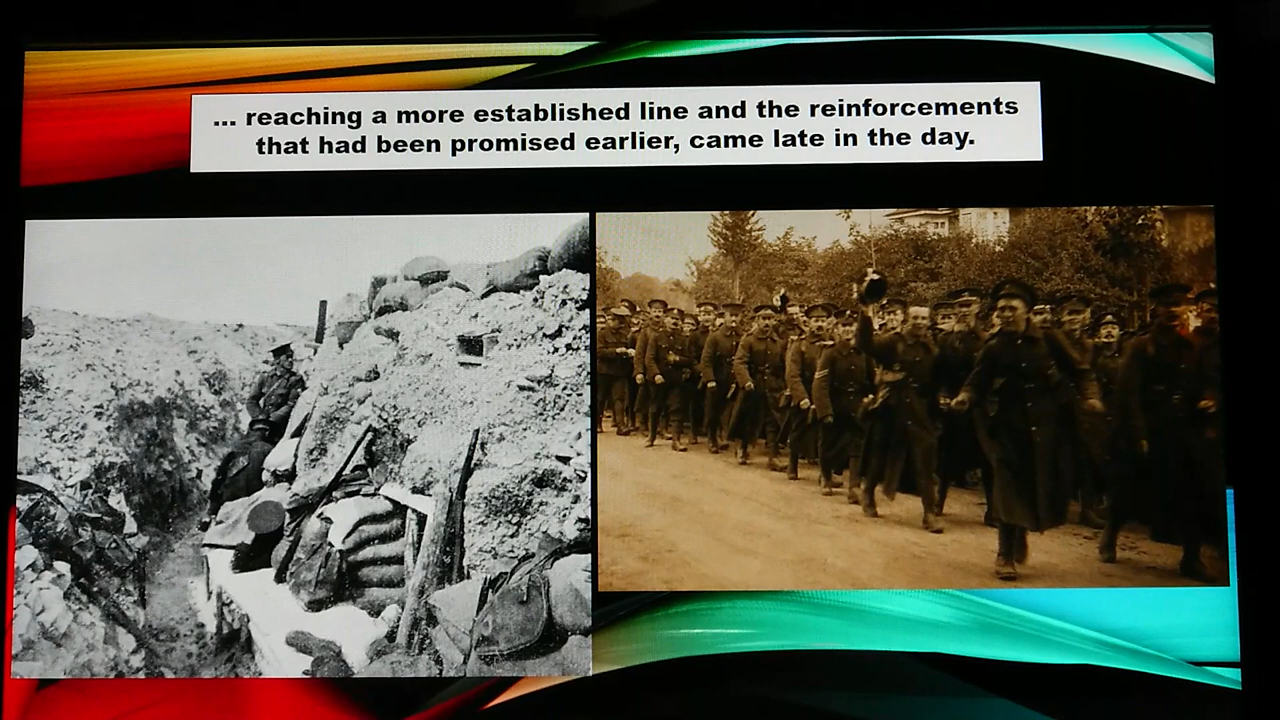 ... reaching a more established line and the reinforcements
that had been promised earlier, came late in the day.